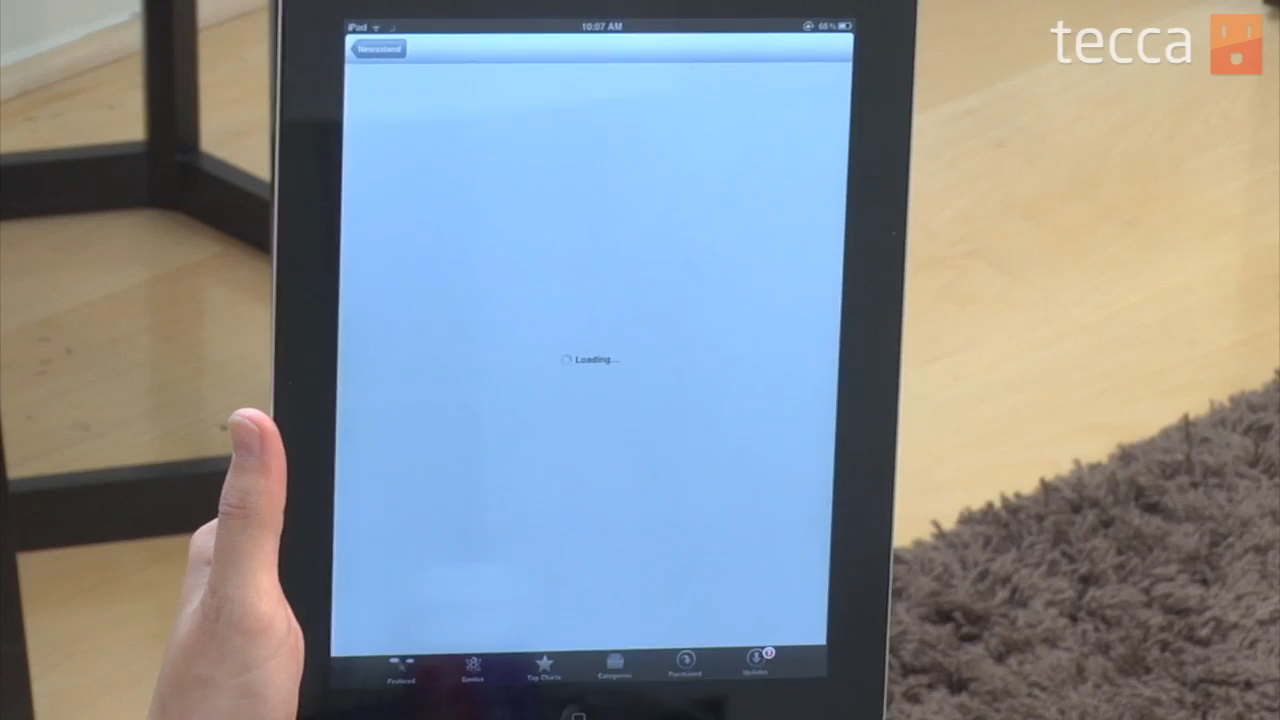 iPad 10:07 AM 65%
tecca
Newsstand
Loading...
Featured Genius Top Charts Categories Purchased Updates